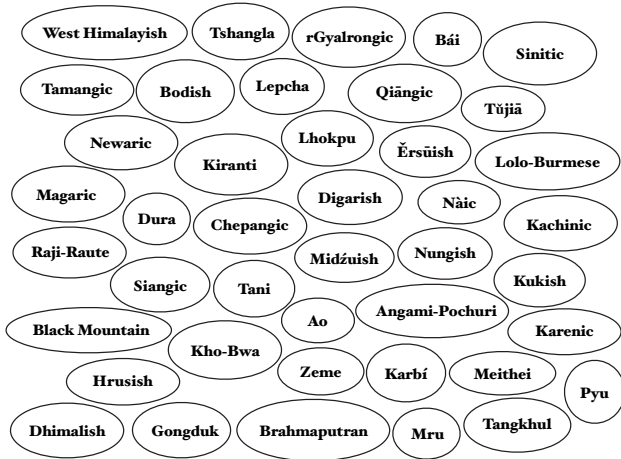 West Himalayish
Tshangla
rGyalrongic
Bái
Sinitic
Tamangic
Bodish
Lepcha
Qiāngic
Tǔjiā
Newaric
Kiranti
Lhokpu
Ěrsūish
Lolo-Burmese
Magaric
Dura
Chepangic
Digarish
Nàic
Kachinic
Raji-Raute
Midźuish
Nungish
Siangic
Tani
Kukish
Black Mountain
Ao
Angami-Pochuri
Karenic
Kho-Bwa
Zeme
Karbí
Meithei
Hrusish
Pyu
Dhimalish
Gongduk
Brahmaputran
Mru
Tangkhul